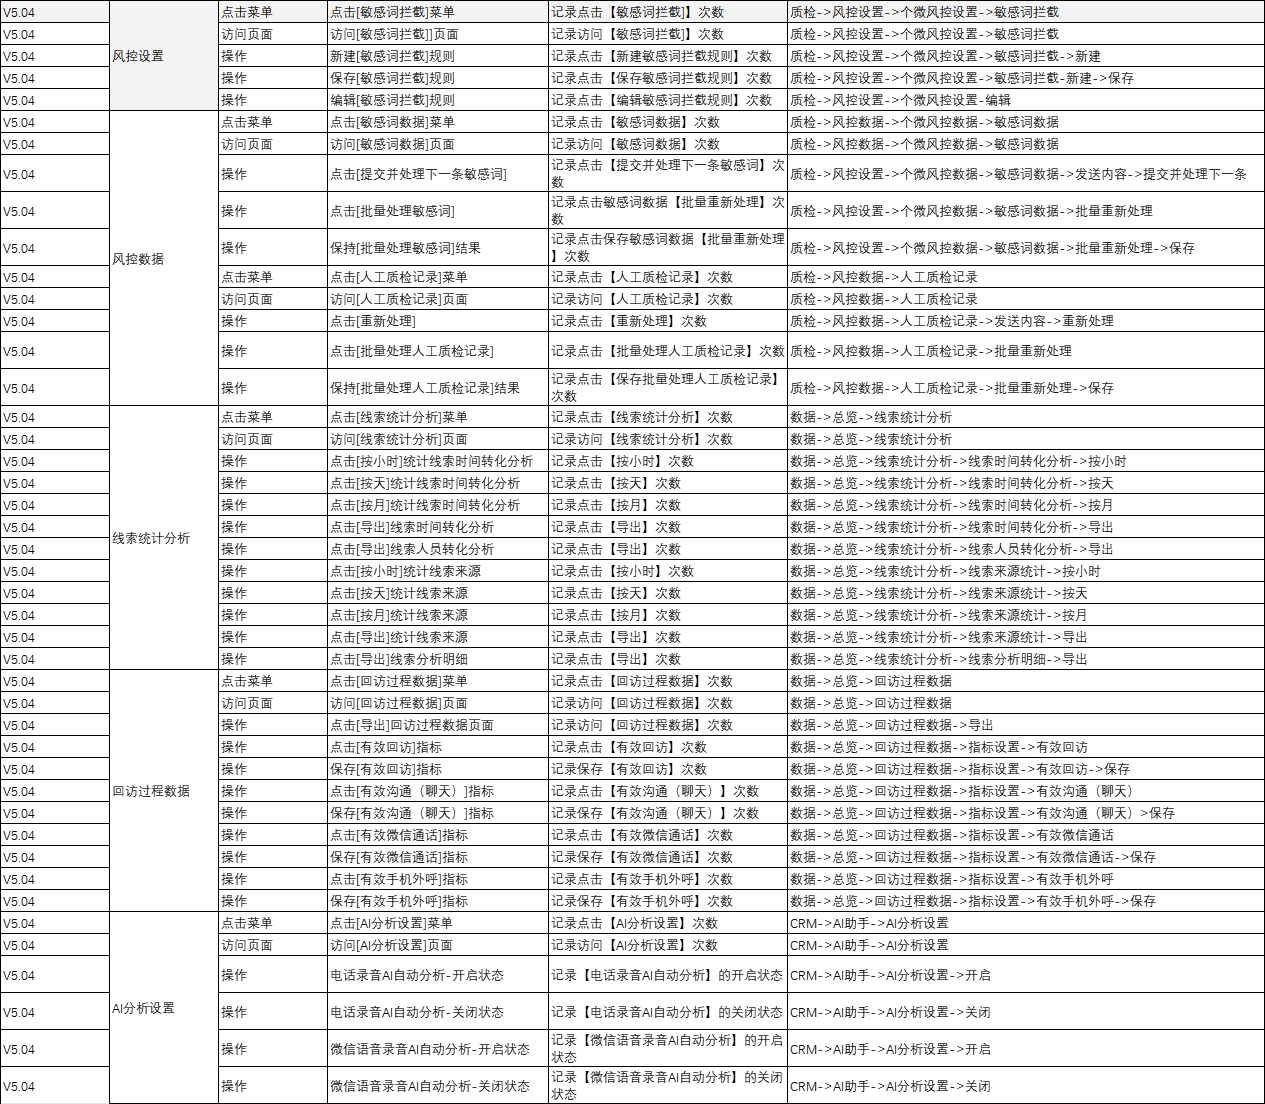 V5.04 风控设置 点击菜单 点击[敏感词拦截]菜单 记录点击【敏感词拦截]】次数 质检->风控设置->个微风控设置->敏感词拦截
V5.04 访问页面 访问[敏感词拦截]]页面 记录访问【敏感词拦截]】次数 质检->风控设置->个微风控设置->敏感词拦截
V5.04 操作 新建[敏感词拦截]规则 记录点击【新建敏感词拦截规则】次数 质检->风控设置->个微风控设置->敏感词拦截->新建
V5.04 操作 保存[敏感词拦截]规则 记录点击【保存敏感词拦截规则】次数 质检->风控设置->个微风控设置->敏感词拦截-新建->保存
V5.04 操作 编辑[敏感词拦截]规则 记录点击【编辑敏感词拦截规则】次数 质检->风控设置->个微风控设置-编辑
V5.04 风控数据 点击菜单 点击[敏感词数据]菜单 记录点击【敏感词数据】次数 质检->风控数据->个微风控数据->敏感词数据
V5.04 访问页面 访问[敏感词数据]页面 记录访问【敏感词数据】次数 质检->风控数据->个微风控数据->敏感词数据
V5.04 操作 点击[提交并处理下一条敏感词] 记录点击【提交并处理下一条敏感词】次
数 质检->风控设置->个微风控数据->敏感词数据->发送内容->提交并处理下一条
V5.04 操作 点击[批量处理敏感词] 记录点击敏感词数据【批量重新处理】次
数 质检->风控设置->个微风控数据->敏感词数据->批量重新处理
V5.04 操作 保持[批量处理敏感词]结果 记录点击保存敏感词数据【批量重新处理
】次数 质检->风控设置->个微风控数据->敏感词数据->批量重新处理->保存
V5.04 点击菜单 点击[人工质检记录]菜单 记录点击【人工质检记录】次数 质检->风控数据->人工质检记录
V5.04 访问页面 访问[人工质检记录]页面 记录访问【人工质检记录】次数 质检->风控数据->人工质检记录
V5.04 操作 点击[重新处理] 记录点击【重新处理】次数 质检->风控数据->人工质检记录->发送内容->重新处理
V5.04 操作 点击[批量处理人工质检记录] 记录点击【批量处理人工质检记录】次数 质检->风控数据->人工质检记录->批量重新处理
V5.04 操作 保持[批量处理人工质检记录]结果 记录点击【保存批量处理人工质检记录】
次数 质检->风控数据->人工质检记录->批量重新处理->保存
V5.04 线索统计分析 点击菜单 点击[线索统计分析]菜单 记录点击【线索统计分析】次数 数据->总览->线索统计分析
V5.04 访问页面 访问[线索统计分析]页面 记录访问【线索统计分析】次数 数据->总览->线索统计分析
V5.04 操作 点击[按小时]统计线索时间转化分析 记录点击【按小时】次数 数据->总览->线索统计分析->线索时间转化分析->按小时
V5.04 操作 点击[按天]统计线索时间转化分析 记录点击【按天】次数 数据->总览->线索统计分析->线索时间转化分析->按天
V5.04 操作 点击[按月]统计线索时间转化分析 记录点击【按月】次数 数据->总览->线索统计分析->线索时间转化分析->按月
V5.04 操作 点击[导出]线索时间转化分析 记录点击【导出】次数 数据->总览->线索统计分析->线索时间转化分析->导出
V5.04 操作 点击[导出]线索人员转化分析 记录点击【导出】次数 数据->总览->线索统计分析->线索人员转化分析->导出
V5.04 操作 点击[按小时]统计线索来源 记录点击【按小时】次数 数据->总览->线索统计分析->线索来源统计->按小时
V5.04 操作 点击[按天]统计线索来源 记录点击【按天】次数 数据->总览->线索统计分析->线索来源统计->按天
V5.04 操作 点击[按月]统计线索来源 记录点击【按月】次数 数据->总览->线索统计分析->线索来源统计->按月
V5.04 操作 点击[导出]统计线索来源 记录点击【导出】次数 数据->总览->线索统计分析->线索来源统计->导出
V5.04 操作 点击[导出]线索分析明细 记录点击【导出】次数 数据->总览->线索统计分析->线索分析明细->导出
V5.04 回访过程数据 点击菜单 点击[回访过程数据]菜单 记录点击【回访过程数据】次数 数据->总览->回访过程数据
V5.04 访问页面 访问[回访过程数据]页面 记录访问【回访过程数据】次数 数据->总览->回访过程数据
V5.04 操作 点击[导出]回访过程数据页面 记录访问【回访过程数据】次数 数据->总览->回访过程数据->导出
V5.04 操作 点击[有效回访]指标 记录点击【有效回访】次数 数据->总览->回访过程数据->指标设置->有效回访
V5.04 操作 保存[有效回访]指标 记录保存【有效回访】次数 数据->总览->回访过程数据->指标设置->有效回访->保存
V5.04 操作 点击[有效沟通（聊天）]指标 记录点击【有效沟通（聊天）】次数 数据->总览->回访过程数据->指标设置->有效沟通（聊天）
V5.04 操作 保存[有效沟通（聊天）]指标 记录保存【有效沟通（聊天）】次数 数据->总览->回访过程数据->指标设置->有效沟通（聊天）>保存
V5.04 操作 点击[有效微信通话]指标 记录点击【有效微信通话】次数 数据->总览->回访过程数据->指标设置->有效微信通话
V5.04 操作 保存[有效微信通话]指标 记录保存【有效微信通话】次数 数据->总览->回访过程数据->指标设置->有效微信通话->保存
V5.04 操作 点击[有效手机外呼]指标 记录点击【有效手机外呼】次数 数据->总览->回访过程数据->指标设置->有效手机外呼
V5.04 操作 保存[有效手机外呼]指标 记录保存【有效手机外呼】次数 数据->总览->回访过程数据->指标设置->有效手机外呼->保存
V5.04 AI分析设置 点击菜单 点击[AI分析设置]菜单 记录点击【AI分析设置】次数 CRM->AI助手->AI分析设置
V5.04 访问页面 访问[AI分析设置]页面 记录访问【AI分析设置】次数 CRM->AI助手->AI分析设置
V5.04 操作 电话录音AI自动分析-开启状态 记录【电话录音AI自动分析】的开启状态 CRM->AI助手->AI分析设置->开启
V5.04 操作 电话录音AI自动分析-关闭状态 记录【电话录音AI自动分析】的关闭状态 CRM->AI助手->AI分析设置->关闭
V5.04 操作 微信语音录音AI自动分析-开启状态 记录【微信语音录音AI自动分析】的开启
状态 CRM->AI助手->AI分析设置->开启
V5.04 操作 微信语音录音AI自动分析-关闭状态 记录【微信语音录音AI自动分析】的关闭
状态 CRM->AI助手->AI分析设置->关闭